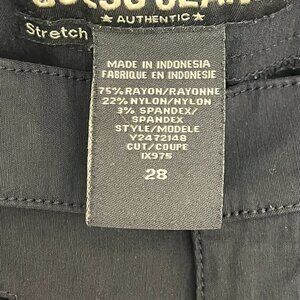 ★ AUTHENTIC ★
Stretch
MADE IN INDONESIA
FABRIQUE EN INDONESIE
75% RAYON/RAYONNE
22% NYLON/NYLON
3% SPANDEX/
SPANDEX
STYLE/MODELE
Y2472148
CUT/COUPE
IX975
28